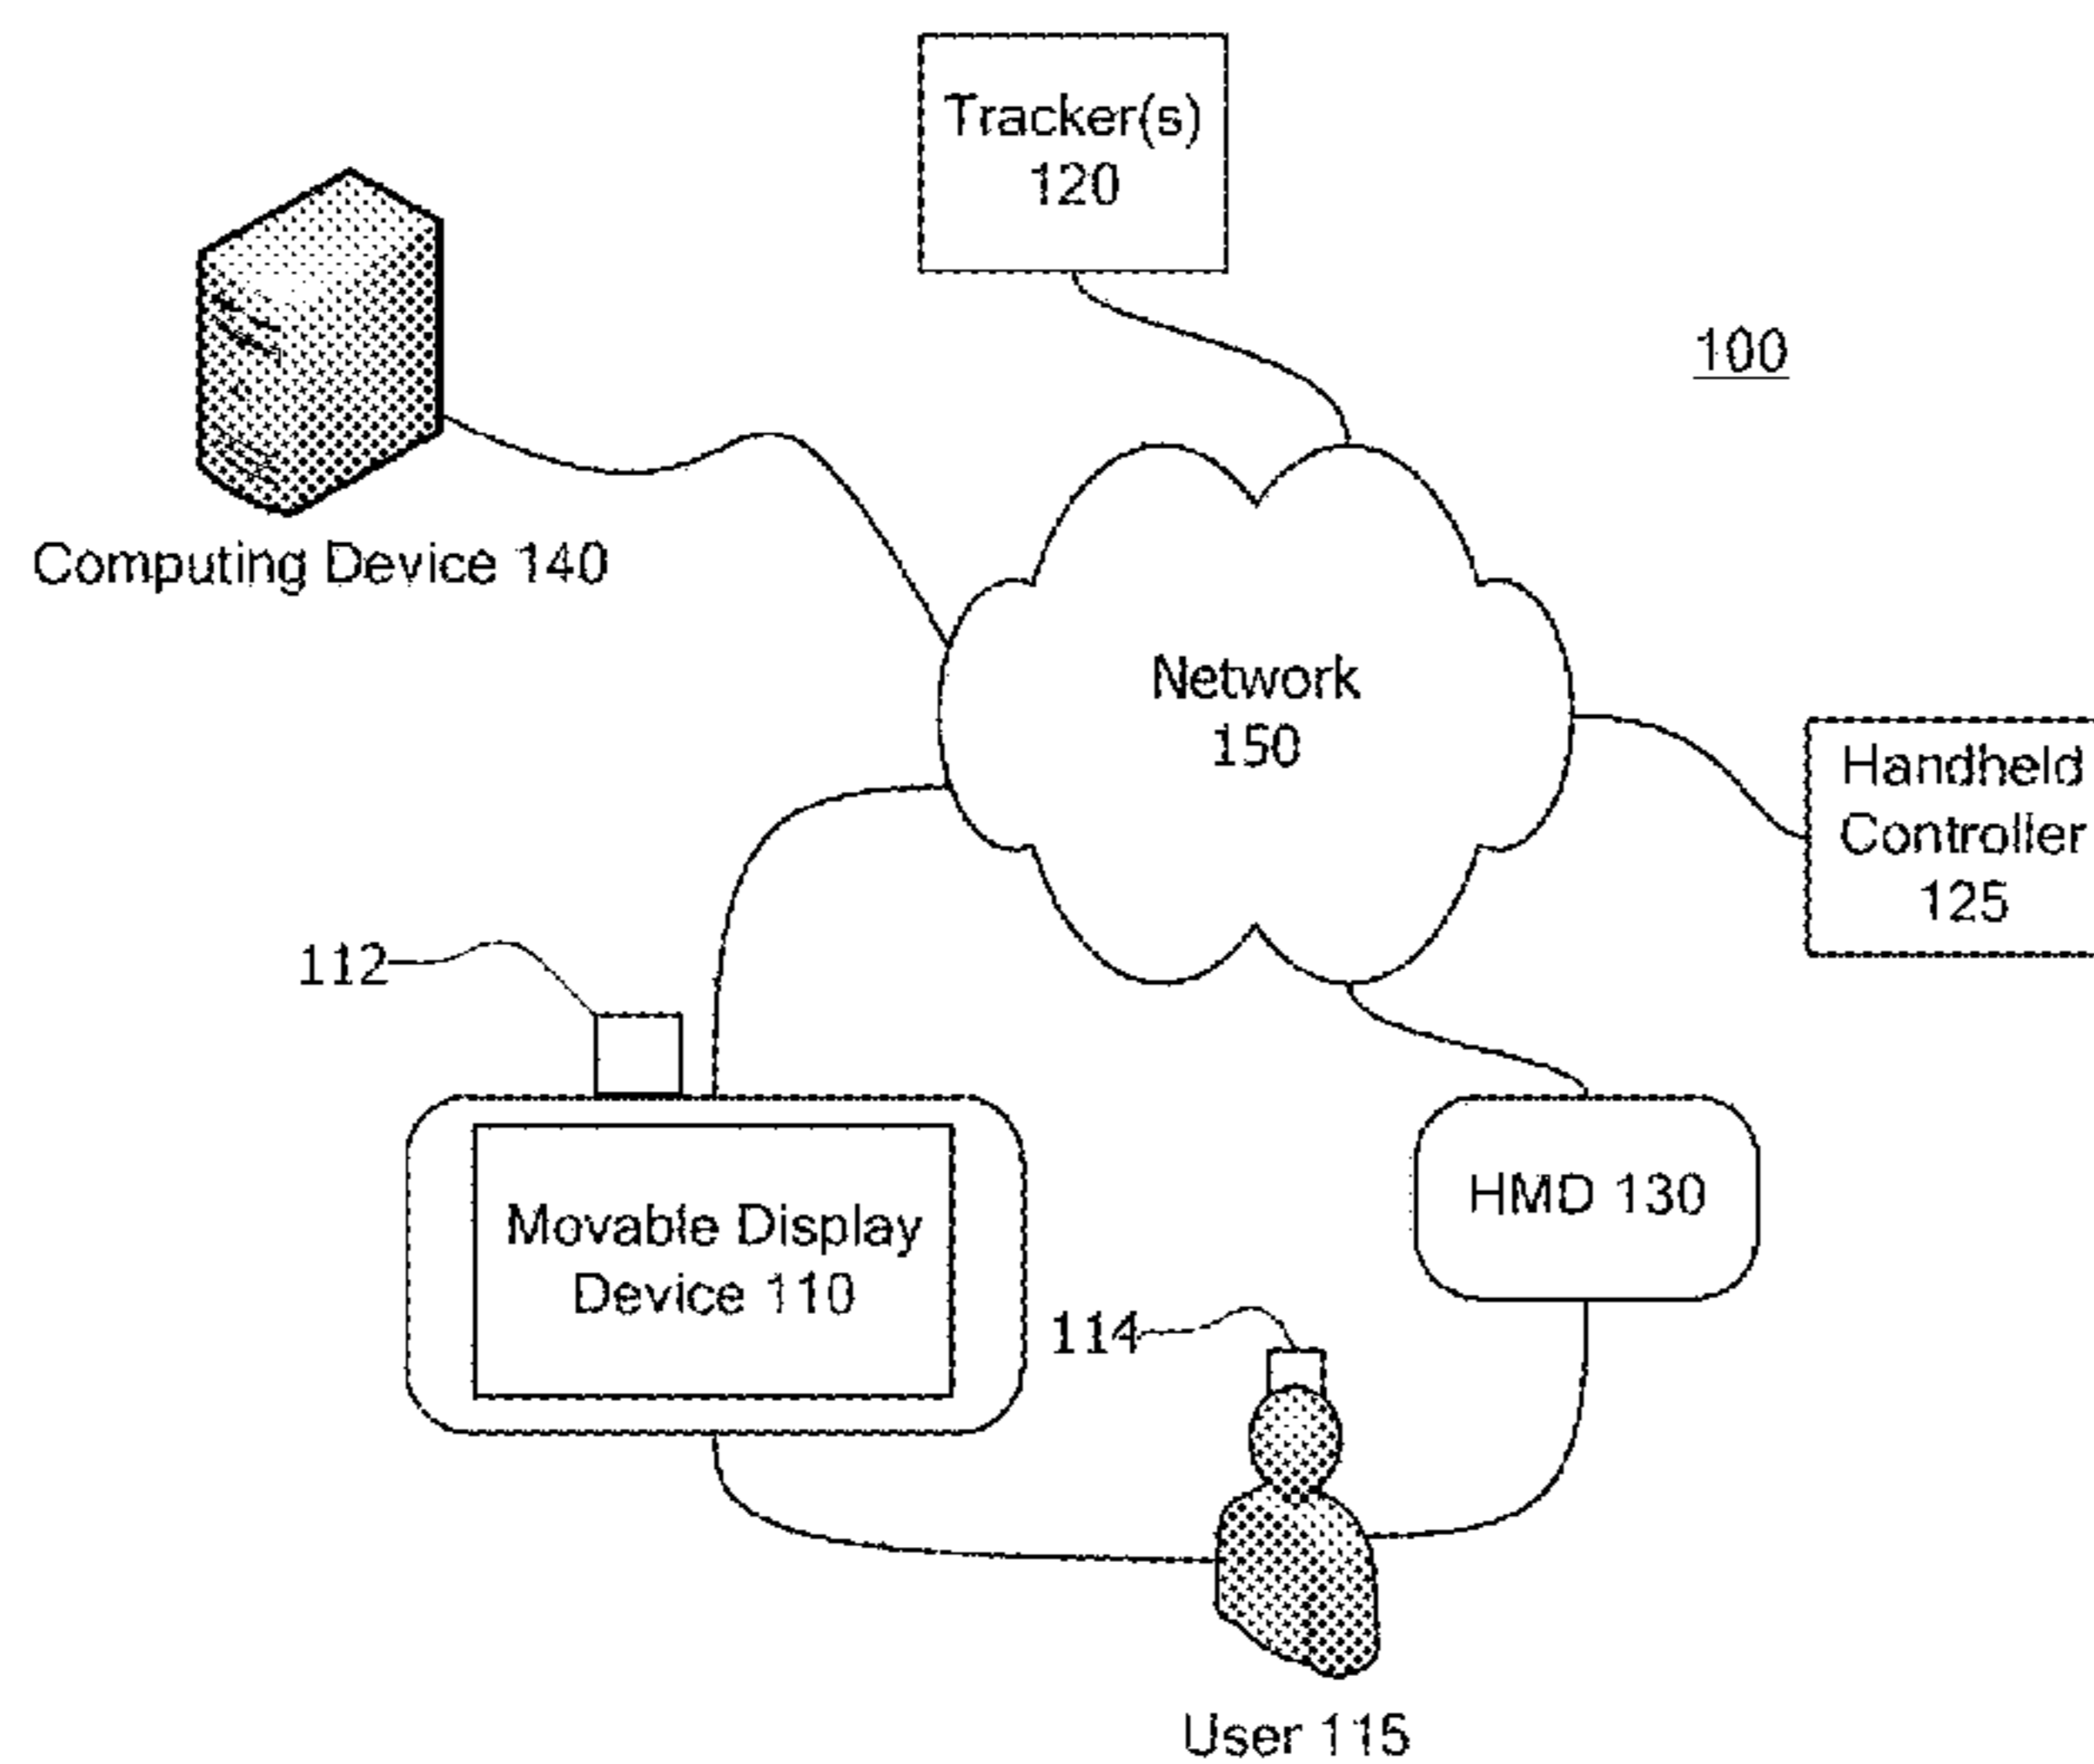 Tracker(s)
120
100
Computing Device 140
Network
150
Handheld
Controller
125
112
Movable Display
Device 110
HMD 130
114
User 115